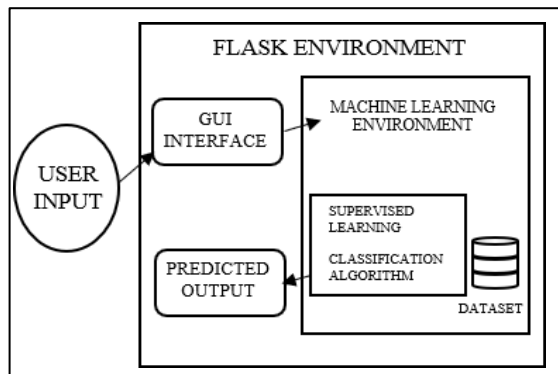 FLASK ENVIRONMENT
GUI
INTERFACE
MACHINE LEARNING
ENVIRONMENT
USER
INPUT
SUPERVISED
LEARNING
CLASSIFICATION
ALGORITHM
PREDICTED
OUTPUT
DATASET